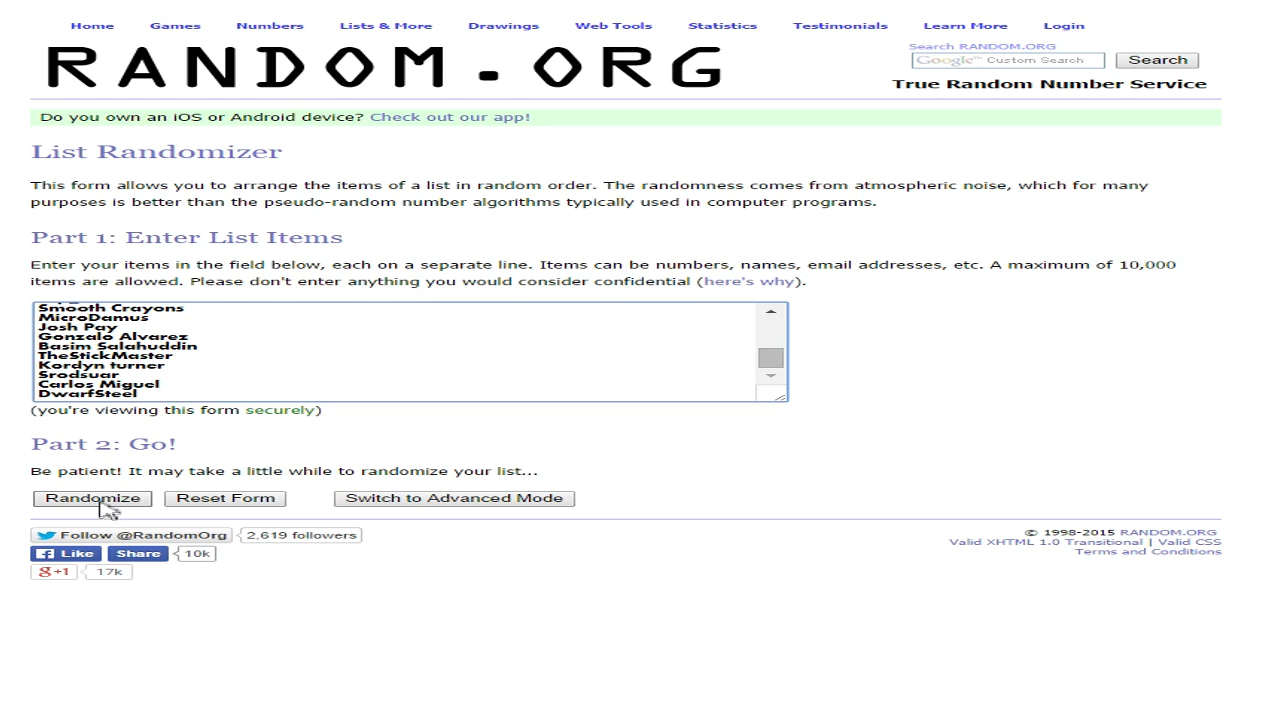 Home Games Numbers Lists & More Drawings Web Tools Statistics Testimonials Learn More Login
RANDOM.ORG
Search RANDOM.ORG
Google™ Custom Search Search
True Random Number Service
Do you own an iOS or Android device? Check out our app!
List Randomizer
This form allows you to arrange the items of a list in random order. The randomness comes from atmospheric noise, which for many
purposes is better than the pseudo-random number algorithms typically used in computer programs.
Part 1: Enter List Items
Enter your items in the field below, each on a separate line. Items can be numbers, names, email addresses, etc. A maximum of 10,000
items are allowed. Please don't enter anything you would consider confidential (here's why).
Smooth Crayons
MicroDamus
Josh Pay
Gonzalo Alvarez
Basim Salahuddin
TheStickMaster
Kordyn turner
Srodsuar
Carlos Miguel
DwarfSteel
(you're viewing this form securely)
Part 2: Go!
Be patient! It may take a little while to randomize your list...
Randomize Reset Form Switch to Advanced Mode
Follow @RandomOrg 2,619 followers
Like Share 10k
g+1 17k
© 1998-2015 RANDOM.ORG
Valid XHTML 1.0 Transitional | Valid CSS
Terms and Conditions